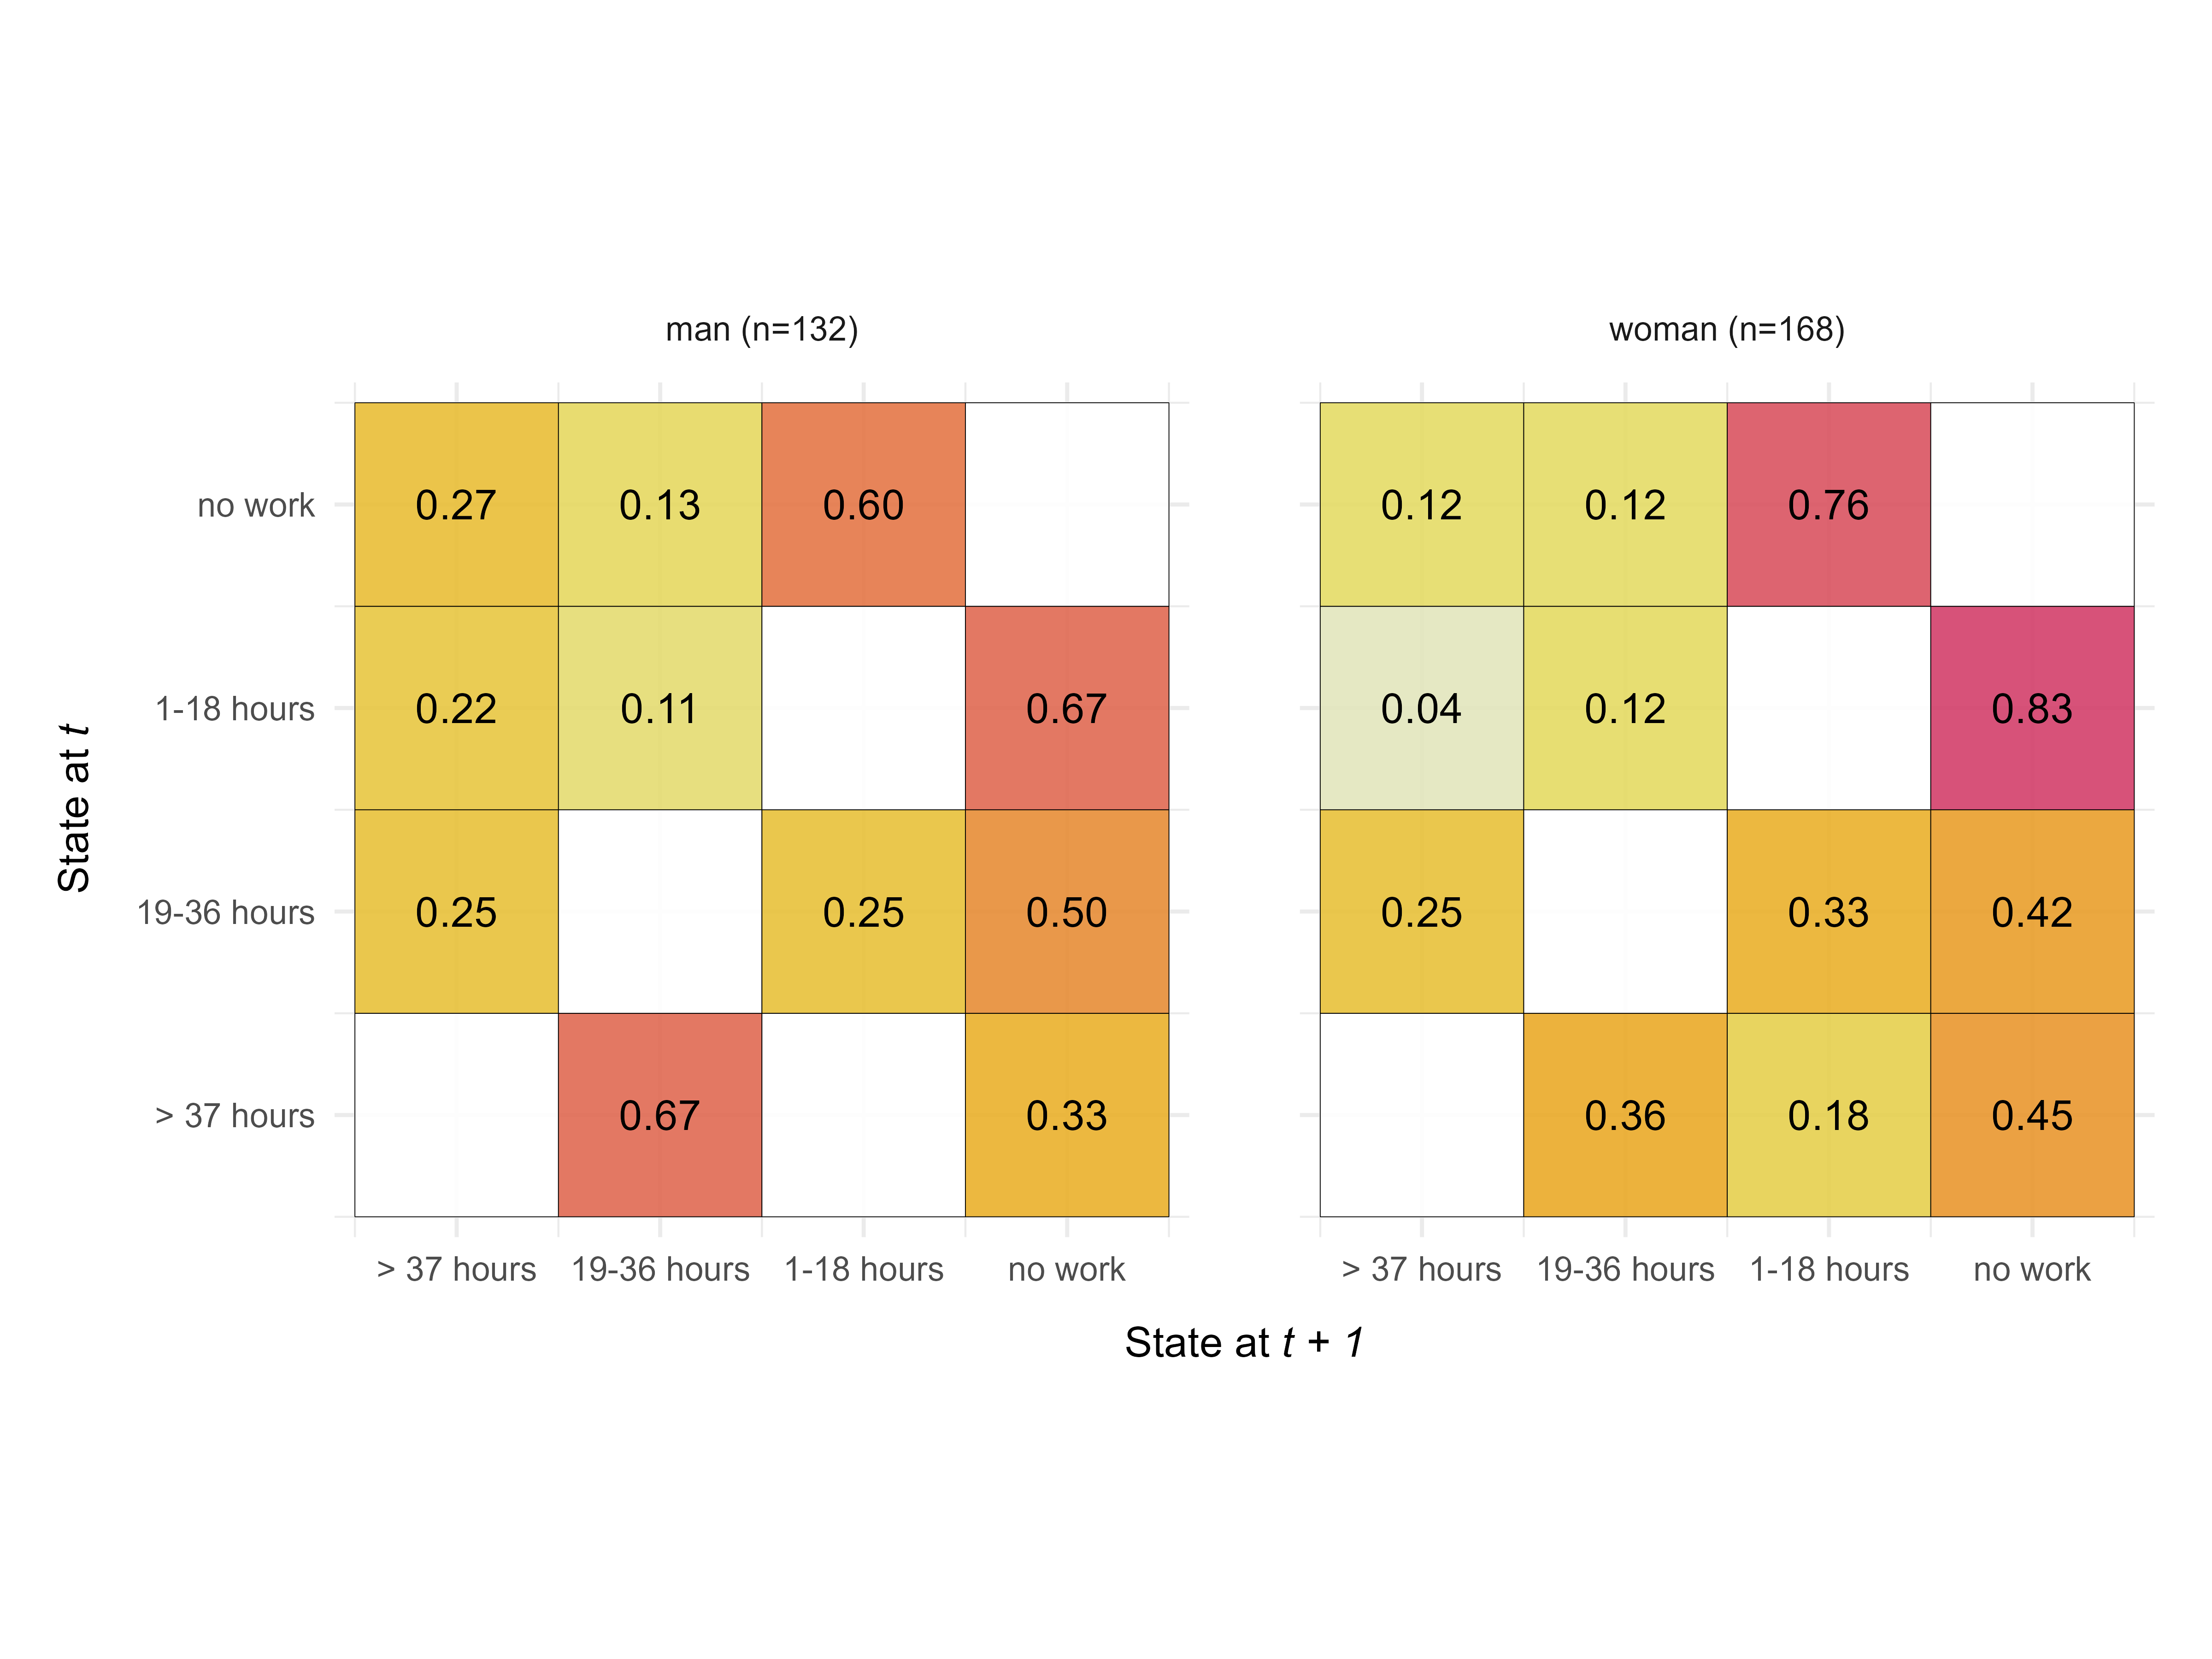 man (n=132)
woman (n=168)
State at t
no work
0.27
0.13
0.60
0.12
0.12
0.76
1-18 hours
0.22
0.11
0.67
0.04
0.12
0.83
19-36 hours
0.25
0.25
0.50
0.25
0.33
0.42
> 37 hours
0.67
0.33
0.36
0.18
0.45
> 37 hours
19-36 hours
1-18 hours
no work
> 37 hours
19-36 hours
1-18 hours
no work
State at t + 1